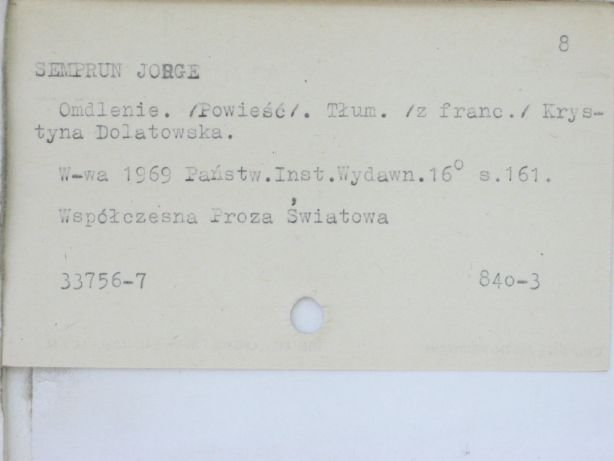 8
SEMPRUN JORGE
Omdlenie. /Powieść/. Tłum. /z franc./ Krys-
tyna Dolatowska.
W-wa 1969 Państw.Inst.Wydawn.16° s.161.
Współczesna Proza Światowa
33756-7 840-3